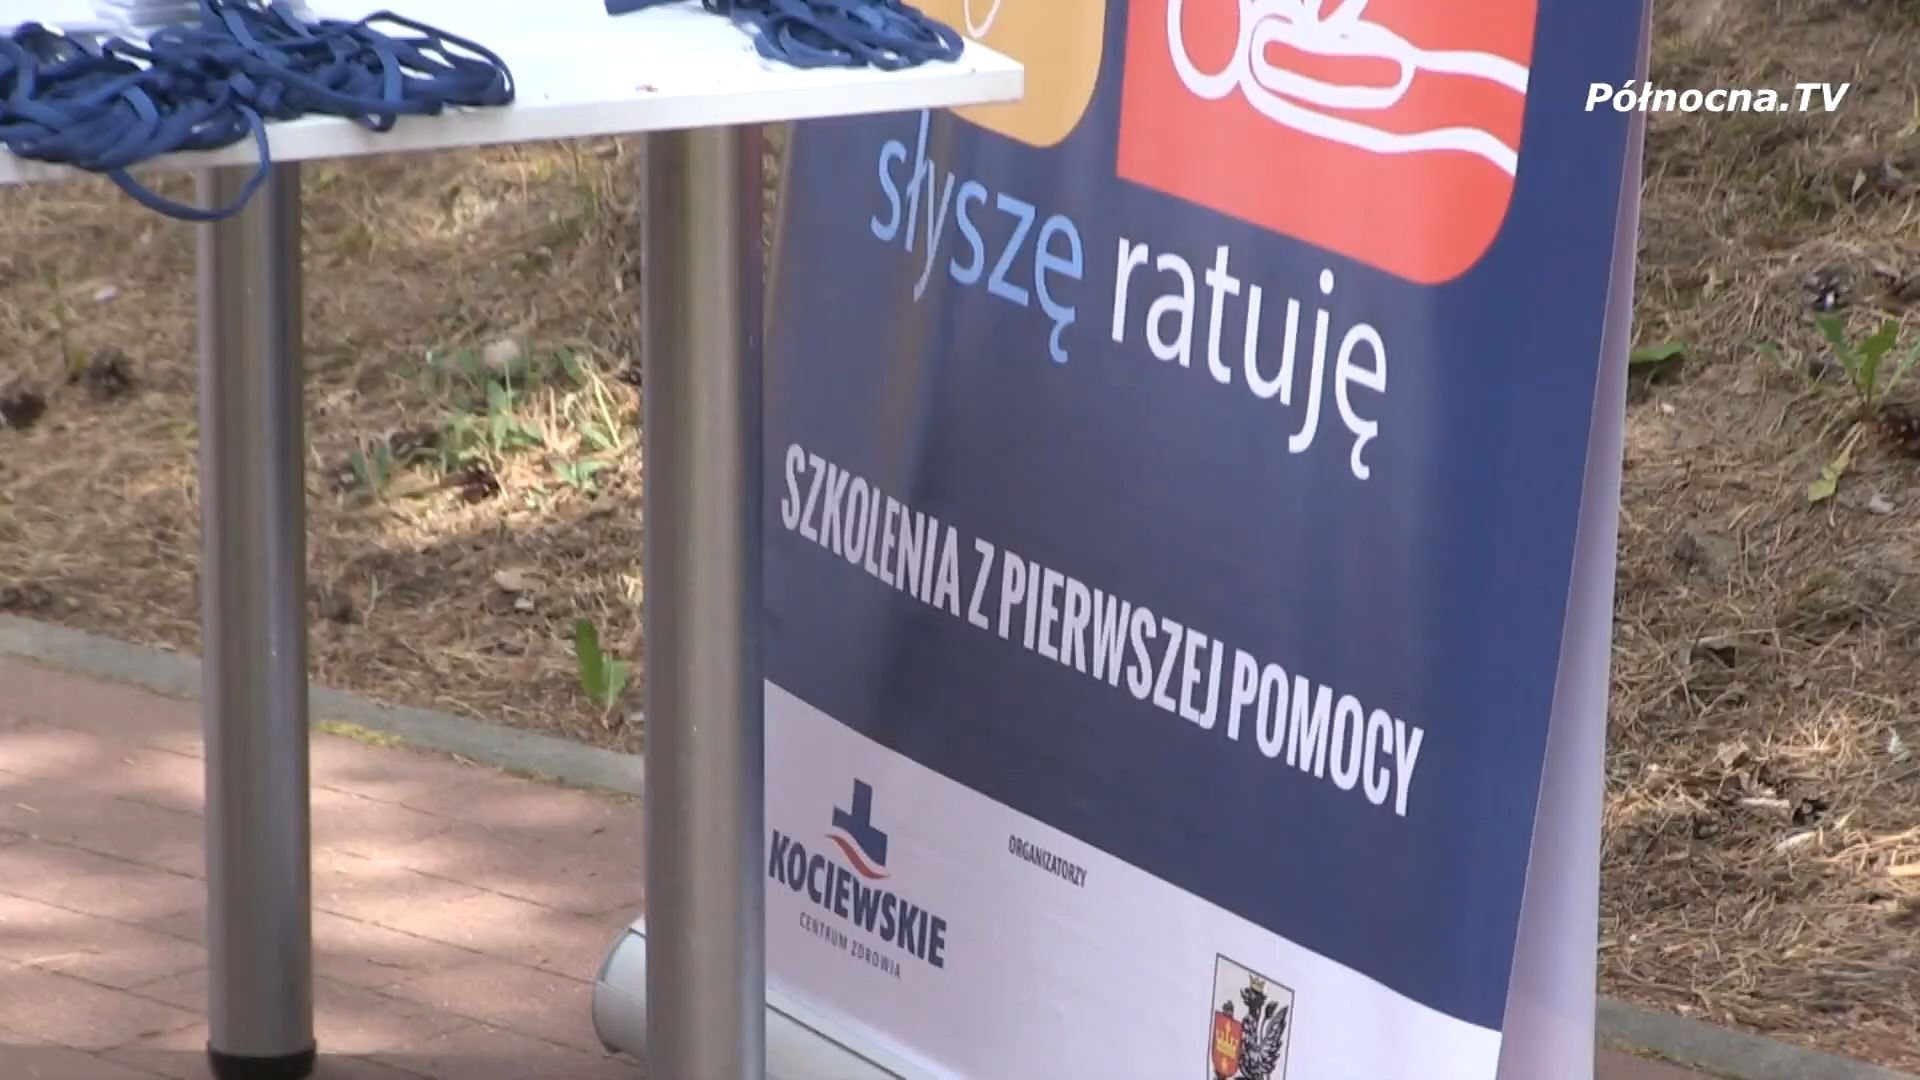 Północna.TV
słyszę ratuję
SZKOLENIA Z PIERWSZEJ POMOCY
ORGANIZATORZY
KOCIEWSKIE
CENTRUM ZDROWIA